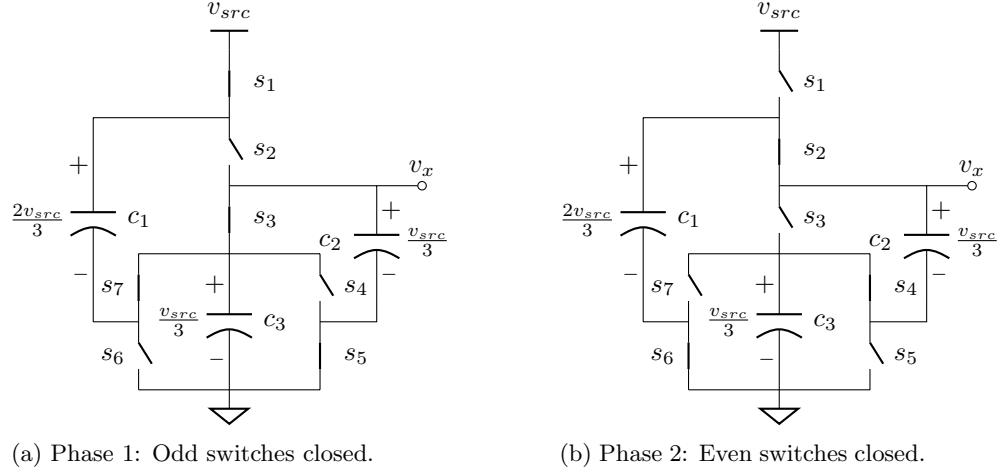 v_src
s_1
s_2
v_x
+
+
s_3
2v_src/3
c_1
c_2
v_src/3
−
−
s_7
+
s_4
v_src/3
c_3
s_6
−
s_5
(a) Phase 1: Odd switches closed.
v_src
s_1
s_2
v_x
+
+
s_3
2v_src/3
c_1
c_2
v_src/3
−
−
s_7
+
s_4
v_src/3
c_3
s_6
−
s_5
(b) Phase 2: Even switches closed.